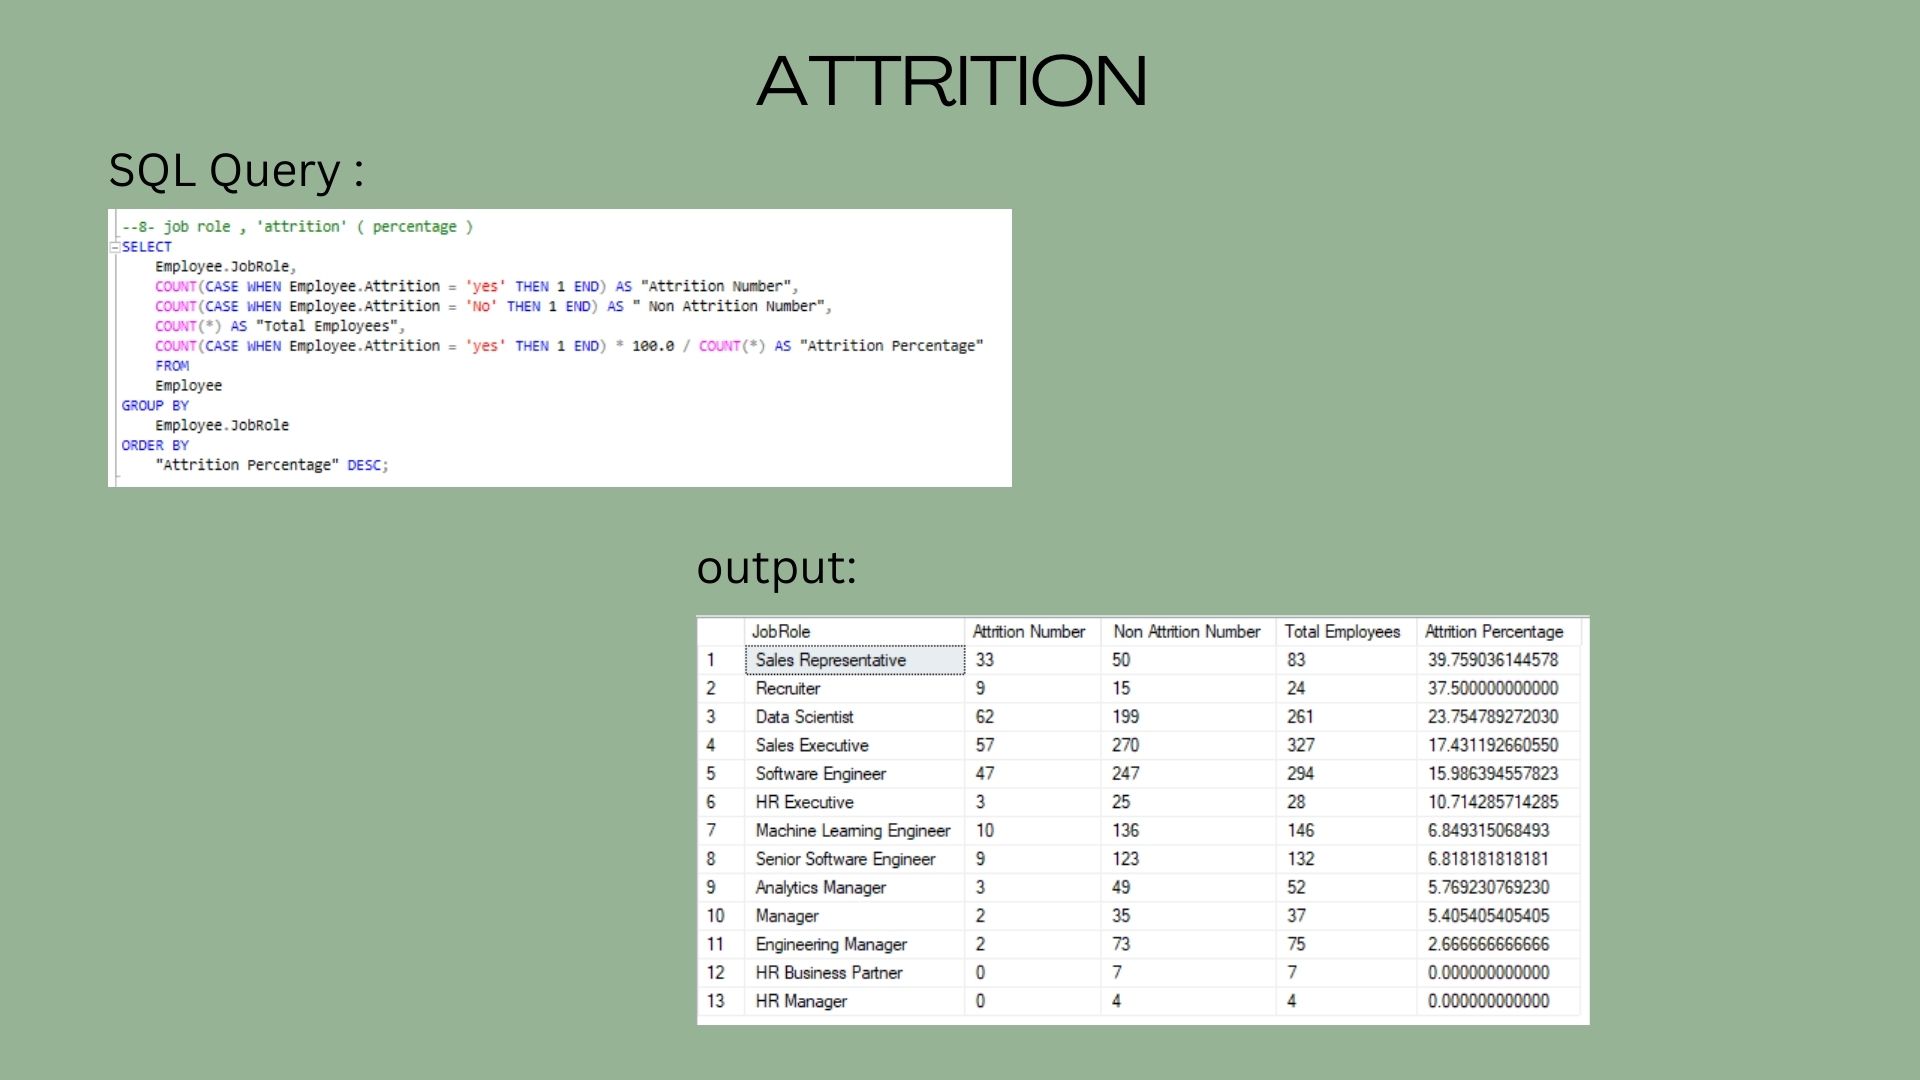 ATTRITION
SQL Query :
--8- job role , 'attrition' ( percentage )
SELECT
Employee.JobRole,
COUNT(CASE WHEN Employee.Attrition = 'yes' THEN 1 END) AS "Attrition Number",
COUNT(CASE WHEN Employee.Attrition = 'No' THEN 1 END) AS " Non Attrition Number",
COUNT(*) AS "Total Employees",
COUNT(CASE WHEN Employee.Attrition = 'yes' THEN 1 END) * 100.0 / COUNT(*) AS "Attrition Percentage"
FROM
Employee
GROUP BY
Employee.JobRole
ORDER BY
"Attrition Percentage" DESC;
output:
JobRole Attrition Number Non Attrition Number Total Employees Attrition Percentage
1 Sales Representative 33 50 83 39.759036144578
2 Recruiter 9 15 24 37.500000000000
3 Data Scientist 62 199 261 23.754789272030
4 Sales Executive 57 270 327 17.431192660550
5 Software Engineer 47 247 294 15.986394557823
6 HR Executive 3 25 28 10.714285714285
7 Machine Learning Engineer 10 136 146 6.849315068493
8 Senior Software Engineer 9 123 132 6.818181818181
9 Analytics Manager 3 49 52 5.769230769230
10 Manager 2 35 37 5.405405405405
11 Engineering Manager 2 73 75 2.666666666666
12 HR Business Partner 0 7 7 0.000000000000
13 HR Manager 0 4 4 0.000000000000